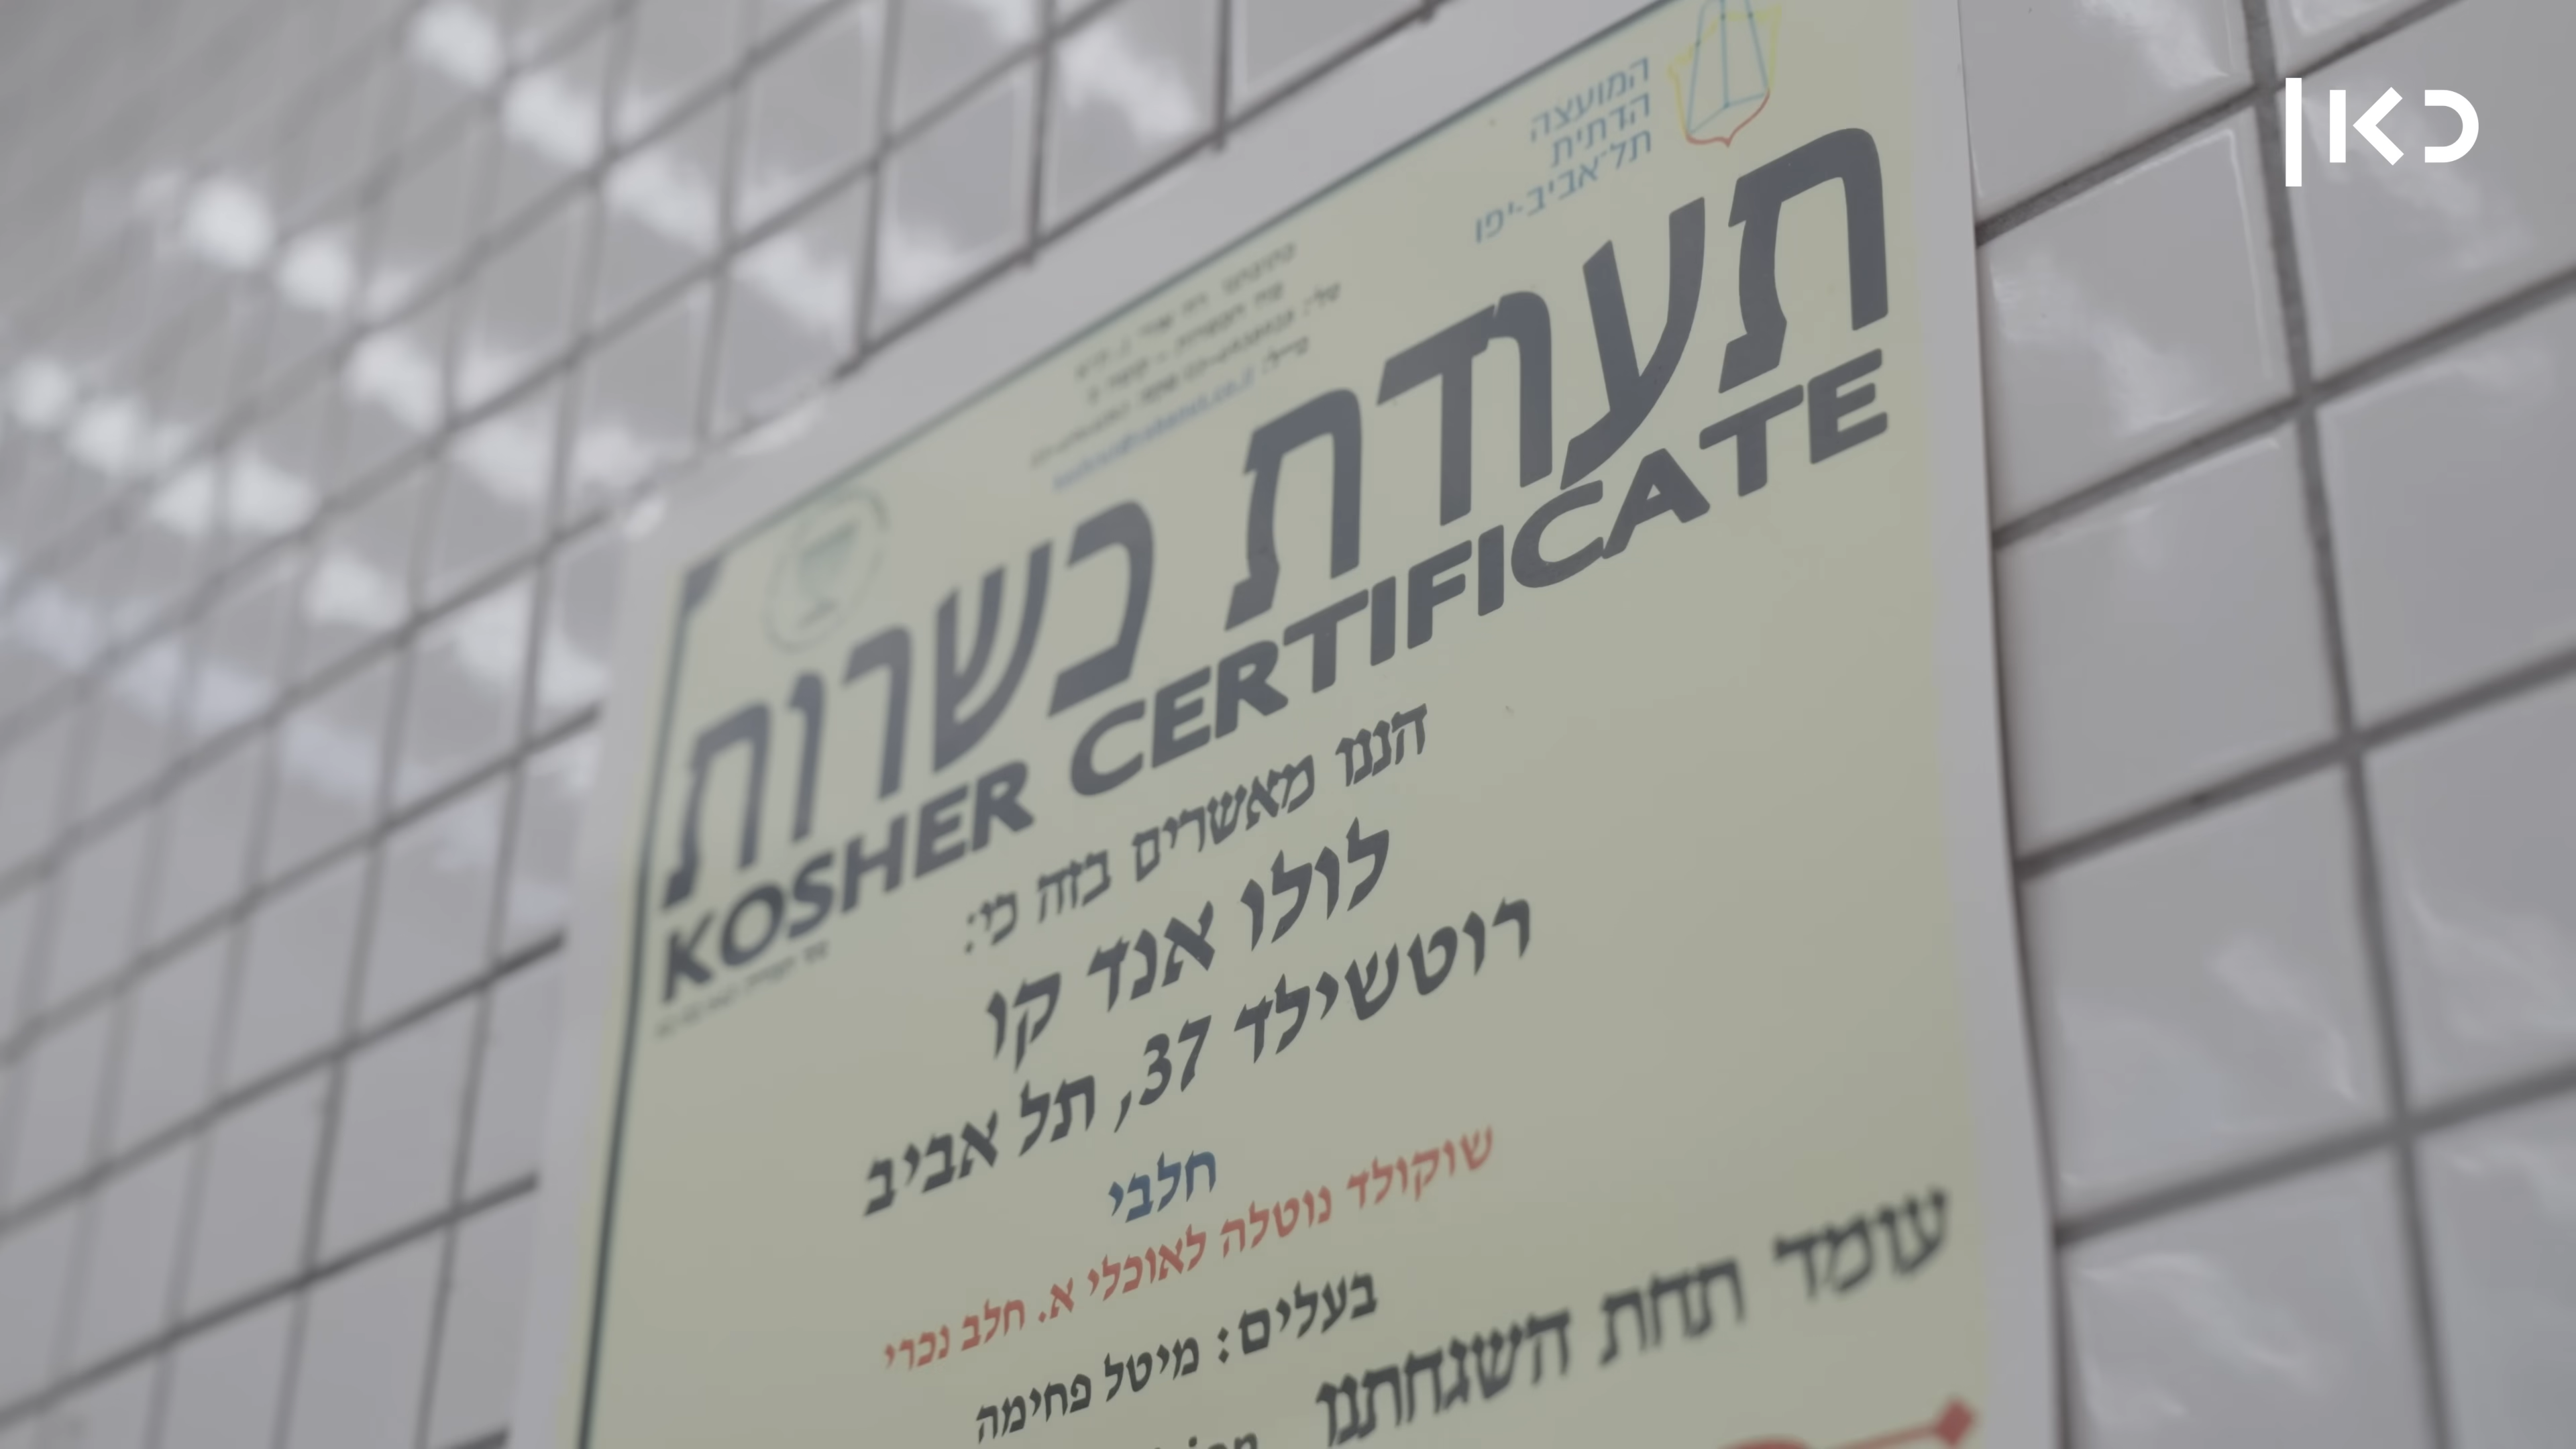 כאן
המועצה
הדתית
תל־אביב-יפו
תעודת כשרות
KOSHER CERTIFICATE
הננו מאשרים בזה כי:
לולו אנד קו
רוטשילד 37, תל אביב
חלבי
שוקולד נוטלה לאוכלי א. חלב נכרי
בעלים: מיטל פחימה
עומד תחת השגחתנו